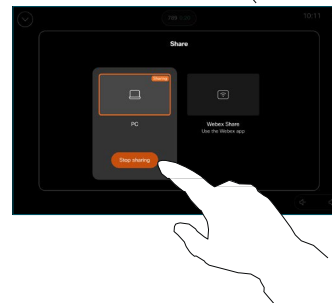 10:11
Share
Sharing
PC
Webex Share
Use the Webex app
Stop sharing